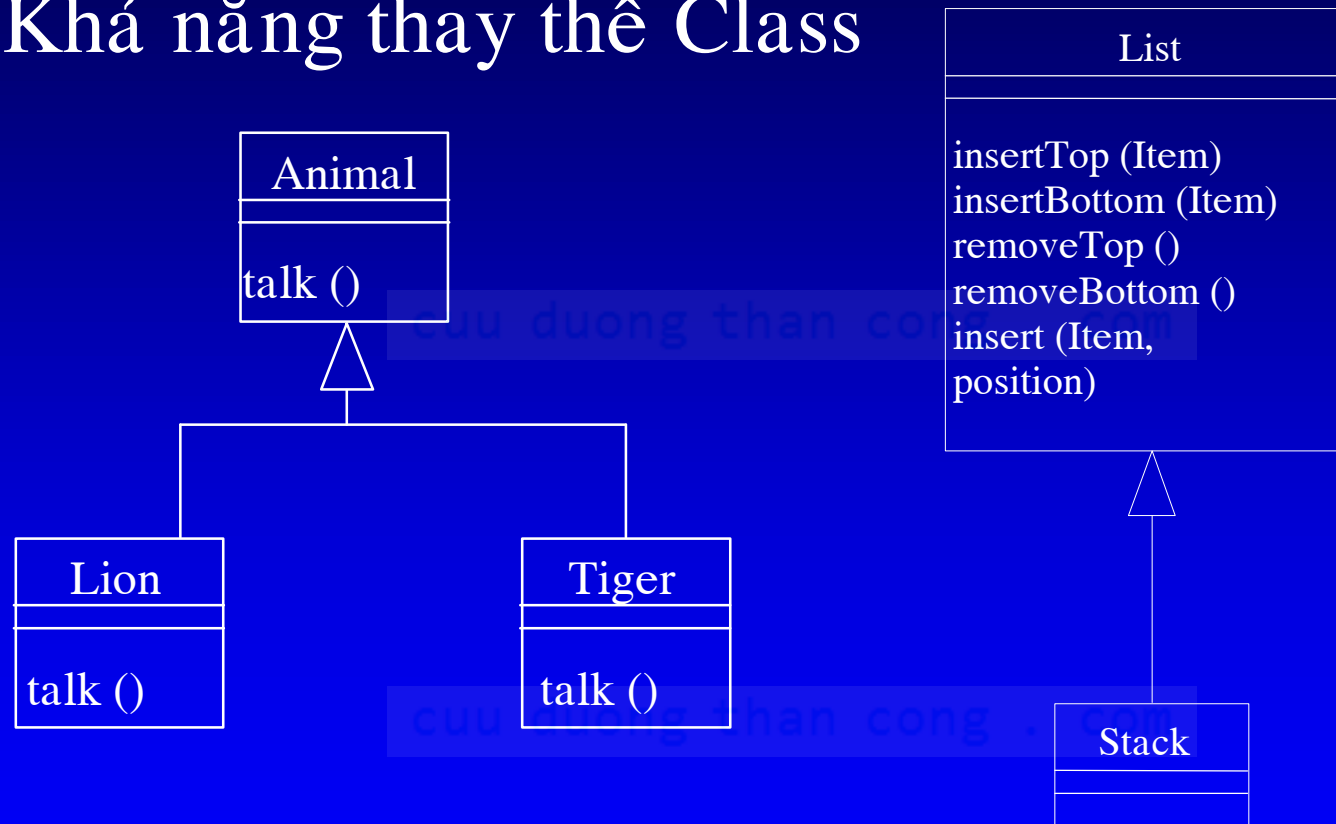 Khả năng thay thế Class
Animal
talk ()
Lion
talk ()
Tiger
talk ()
List
insertTop (Item)
insertBottom (Item)
removeTop ()
removeBottom ()
insert (Item,
position)
Stack
cuu duong than cong . com
cuu duong than cong . com